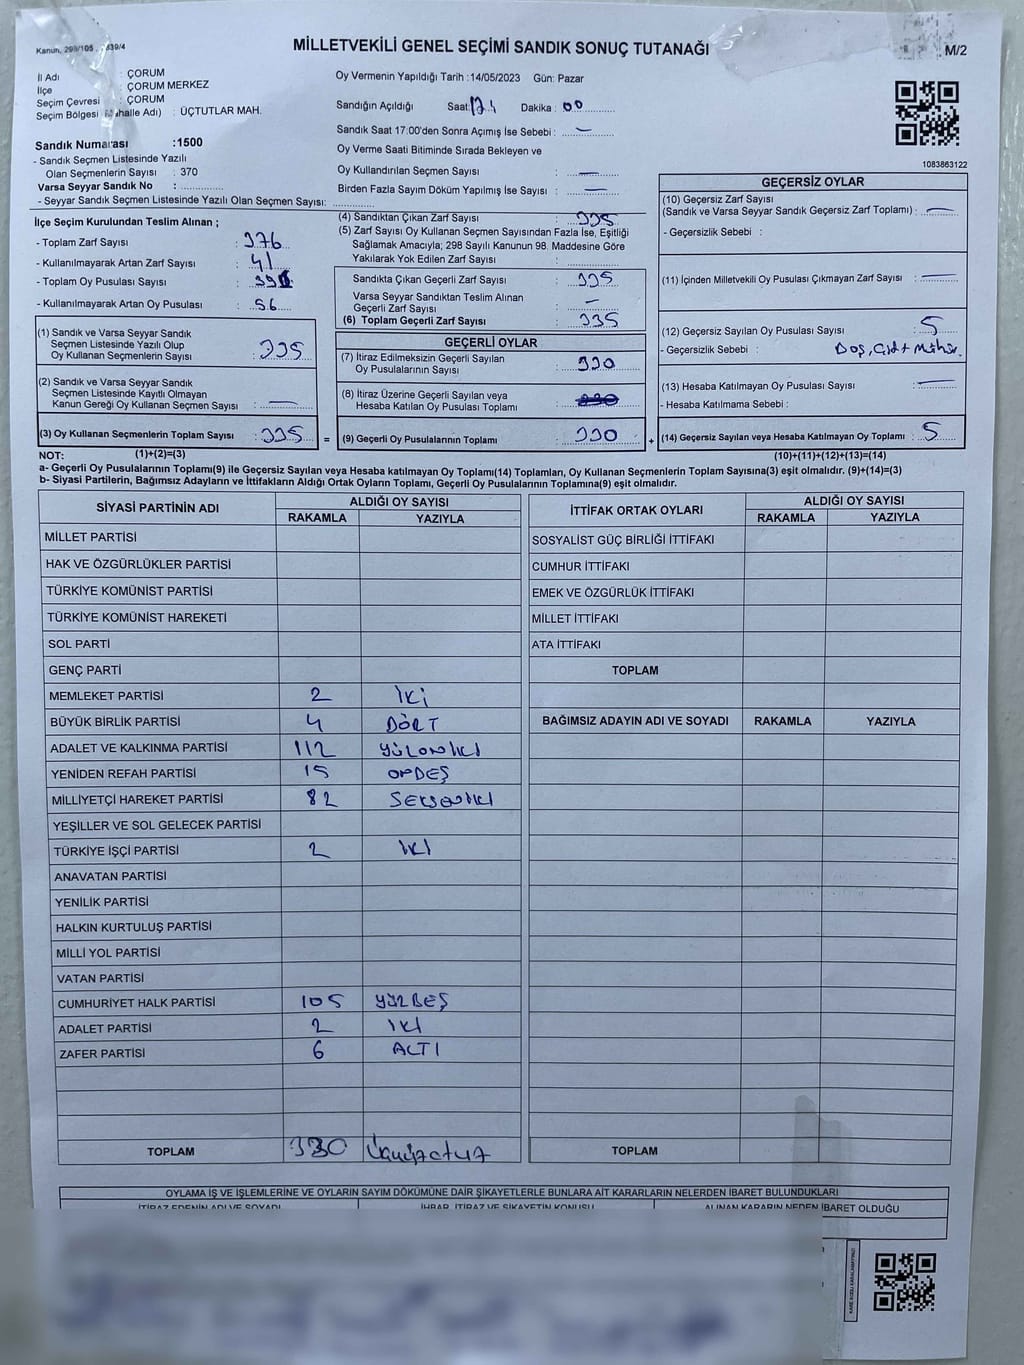 Kanun, 298/105
MİLLETVEKİLİ GENEL SEÇİMİ SANDIK SONUÇ TUTANAĞI
M/2
İl Adı : ÇORUM
İlçe : ÇORUM MERKEZ
Seçim Çevresi : ÇORUM
Seçim Bölgesi : ÜÇTUTLAR MAH.
Sandık Numarası :1500
- Sandık Seçmen Listesinde Yazılı
Olan Seçmenlerin Sayısı : 370
Varsa Seyyar Sandık No :
- Seyyar Sandık Seçmen Listesinde Yazılı Olan Seçmen Sayısı:
Oy Vermenin Yapıldığı Tarih :14/05/2023 Gün: Pazar
Sandığın Açıldığı Saat: 17 Dakika : 00
Sandık Saat 17:00'den Sonra Açımış İse Sebebi : —
Oy Verme Saati Bitiminde Sırada Bekleyen ve
Oy Kullandırılan Seçmen Sayısı : —
Birden Fazla Sayım Döküm Yapılmış İse Sayısı : —
1083863122
İlçe Seçim Kurulundan Teslim Alınan ;
- Toplam Zarf Sayısı : 376
- Kullanılmayarak Artan Zarf Sayısı : 41
- Toplam Oy Pusulası Sayısı :
- Kullanılmayarak Artan Oy Pusulası : 56
(1) Sandık ve Varsa Seyyar Sandık
Seçmen Listesinde Yazılı Olup
Oy Kullanan Seçmenlerin Sayısı : 335
(2) Sandık ve Varsa Seyyar Sandık
Seçmen Listesinde Kayıtlı Olmayan
Kanun Gereği Oy Kullanan Seçmen Sayısı : —
(3) Oy Kullanan Seçmenlerin Toplam Sayısı : 335 =
(4) Sandıktan Çıkan Zarf Sayısı : 335
(5) Zarf Sayısı Oy Kullanan Seçmen Sayısından Fazla İse, Eşitliği
Sağlamak Amacıyla; 298 Sayılı Kanunun 98. Maddesine Göre
Yakılarak Yok Edilen Zarf Sayısı :
Sandıkta Çıkan Geçerli Zarf Sayısı : 335
Varsa Seyyar Sandıktan Teslim Alınan
Geçerli Zarf Sayısı : —
(6) Toplam Geçerli Zarf Sayısı : 335
GEÇERLİ OYLAR
(7) İtiraz Edilmeksizin Geçerli Sayılan
Oy Pusulalarının Sayısı : 330
(8) İtiraz Üzerine Geçerli Sayılan veya
Hesaba Katılan Oy Pusulası Toplamı :
(9) Geçerli Oy Pusulalarının Toplamı : 330 +
GEÇERSİZ OYLAR
(10) Geçersiz Zarf Sayısı
(Sandık ve Varsa Seyyar Sandık Geçersiz Zarf Toplamı) : —
- Geçersizlik Sebebi :
(11) İçinden Milletvekili Oy Pusulası Çıkmayan Zarf Sayısı : —
(12) Geçersiz Sayılan Oy Pusulası Sayısı : 5
- Geçersizlik Sebebi : Boş, Çift Mühür.
(13) Hesaba Katılmayan Oy Pusulası Sayısı : —
- Hesaba Katılmama Sebebi :
(14) Geçersiz Sayılan veya Hesaba Katılmayan Oy Toplamı : 5
NOT: (1)+(2)=(3) (10)+(11)+(12)+(13)=(14)
a- Geçerli Oy Pusulalarının Toplamı(9) ile Geçersiz Sayılan veya Hesaba katılmayan Oy Toplamı(14) Toplamları, Oy Kullanan Seçmenlerin Toplam Sayısına(3) eşit olmalıdır. (9)+(14)=(3)
b- Siyasi Partilerin, Bağımsız Adayların ve İttifakların Aldığı Ortak Oyların Toplamı, Geçerli Oy Pusulalarının Toplamına(9) eşit olmalıdır.
SİYASİ PARTİNİN ADI ALDIĞI OY SAYISI
RAKAMLA YAZIYLA
MİLLET PARTİSİ
HAK VE ÖZGÜRLÜKLER PARTİSİ
TÜRKİYE KOMÜNİST PARTİSİ
TÜRKİYE KOMÜNİST HAREKETİ
SOL PARTİ
GENÇ PARTİ
MEMLEKET PARTİSİ 2 İKİ
BÜYÜK BİRLİK PARTİSİ 4 DÖRT
ADALET VE KALKINMA PARTİSİ 112 YÜZONİKİ
YENİDEN REFAH PARTİSİ 15 ONBEŞ
MİLLİYETÇİ HAREKET PARTİSİ 82 SEKSENİKİ
YEŞİLLER VE SOL GELECEK PARTİSİ
TÜRKİYE İŞÇİ PARTİSİ 2 İKİ
ANAVATAN PARTİSİ
YENİLİK PARTİSİ
HALKIN KURTULUŞ PARTİSİ
MİLLİ YOL PARTİSİ
VATAN PARTİSİ
CUMHURİYET HALK PARTİSİ 105 YÜZBEŞ
ADALET PARTİSİ 2 İKİ
ZAFER PARTİSİ 6 ALTI
TOPLAM 330 Üçyüzotuz
İTTİFAK ORTAK OYLARI ALDIĞI OY SAYISI
RAKAMLA YAZIYLA
SOSYALİST GÜÇ BİRLİĞİ İTTİFAKI
CUMHUR İTTİFAKI
EMEK VE ÖZGÜRLÜK İTTİFAKI
MİLLET İTTİFAKI
ATA İTTİFAKI
TOPLAM
BAĞIMSIZ ADAYIN ADI VE SOYADI RAKAMLA YAZIYLA
TOPLAM
OYLAMA İŞ VE İŞLEMLERİNE VE OYLARIN SAYIM DÖKÜMÜNE DAİR ŞİKAYETLERLE BUNLARA AİT KARARLARIN NELERDEN İBARET BULUNDUKLARI
İTİRAZ EDENİN ADI VE SOYADI İHBAR, İTİRAZ VE ŞİKAYETİN KONUSU ALINAN KARARIN NEDEN İBARET OLDUĞU